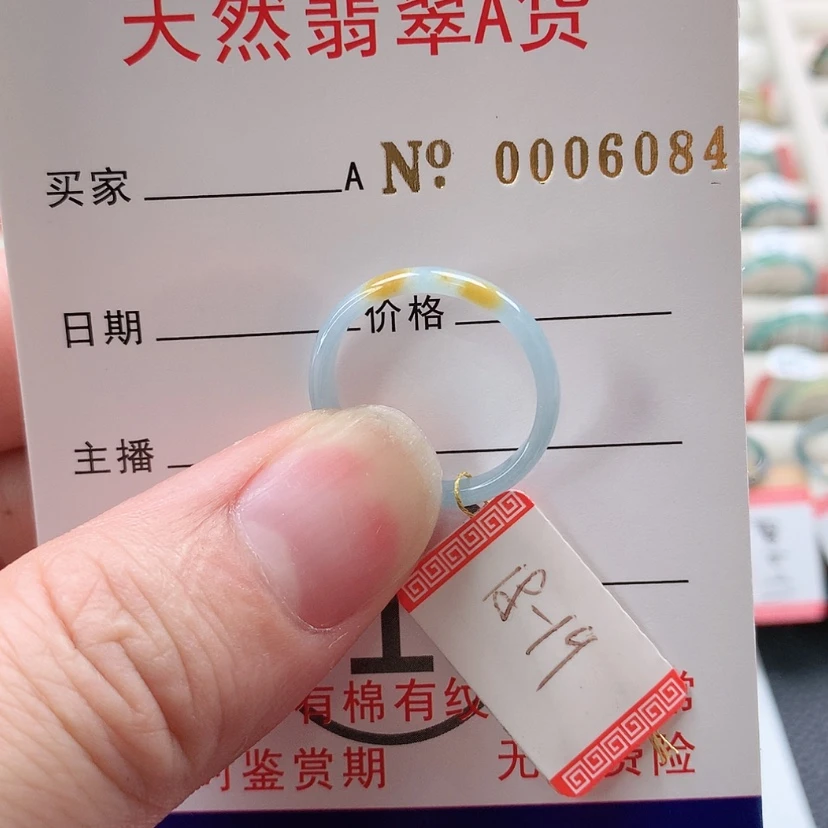 天然翡翠A货
买家 A No 0006084
日期 价格
主播
18-19
有棉有纹
鉴赏期 无 货险